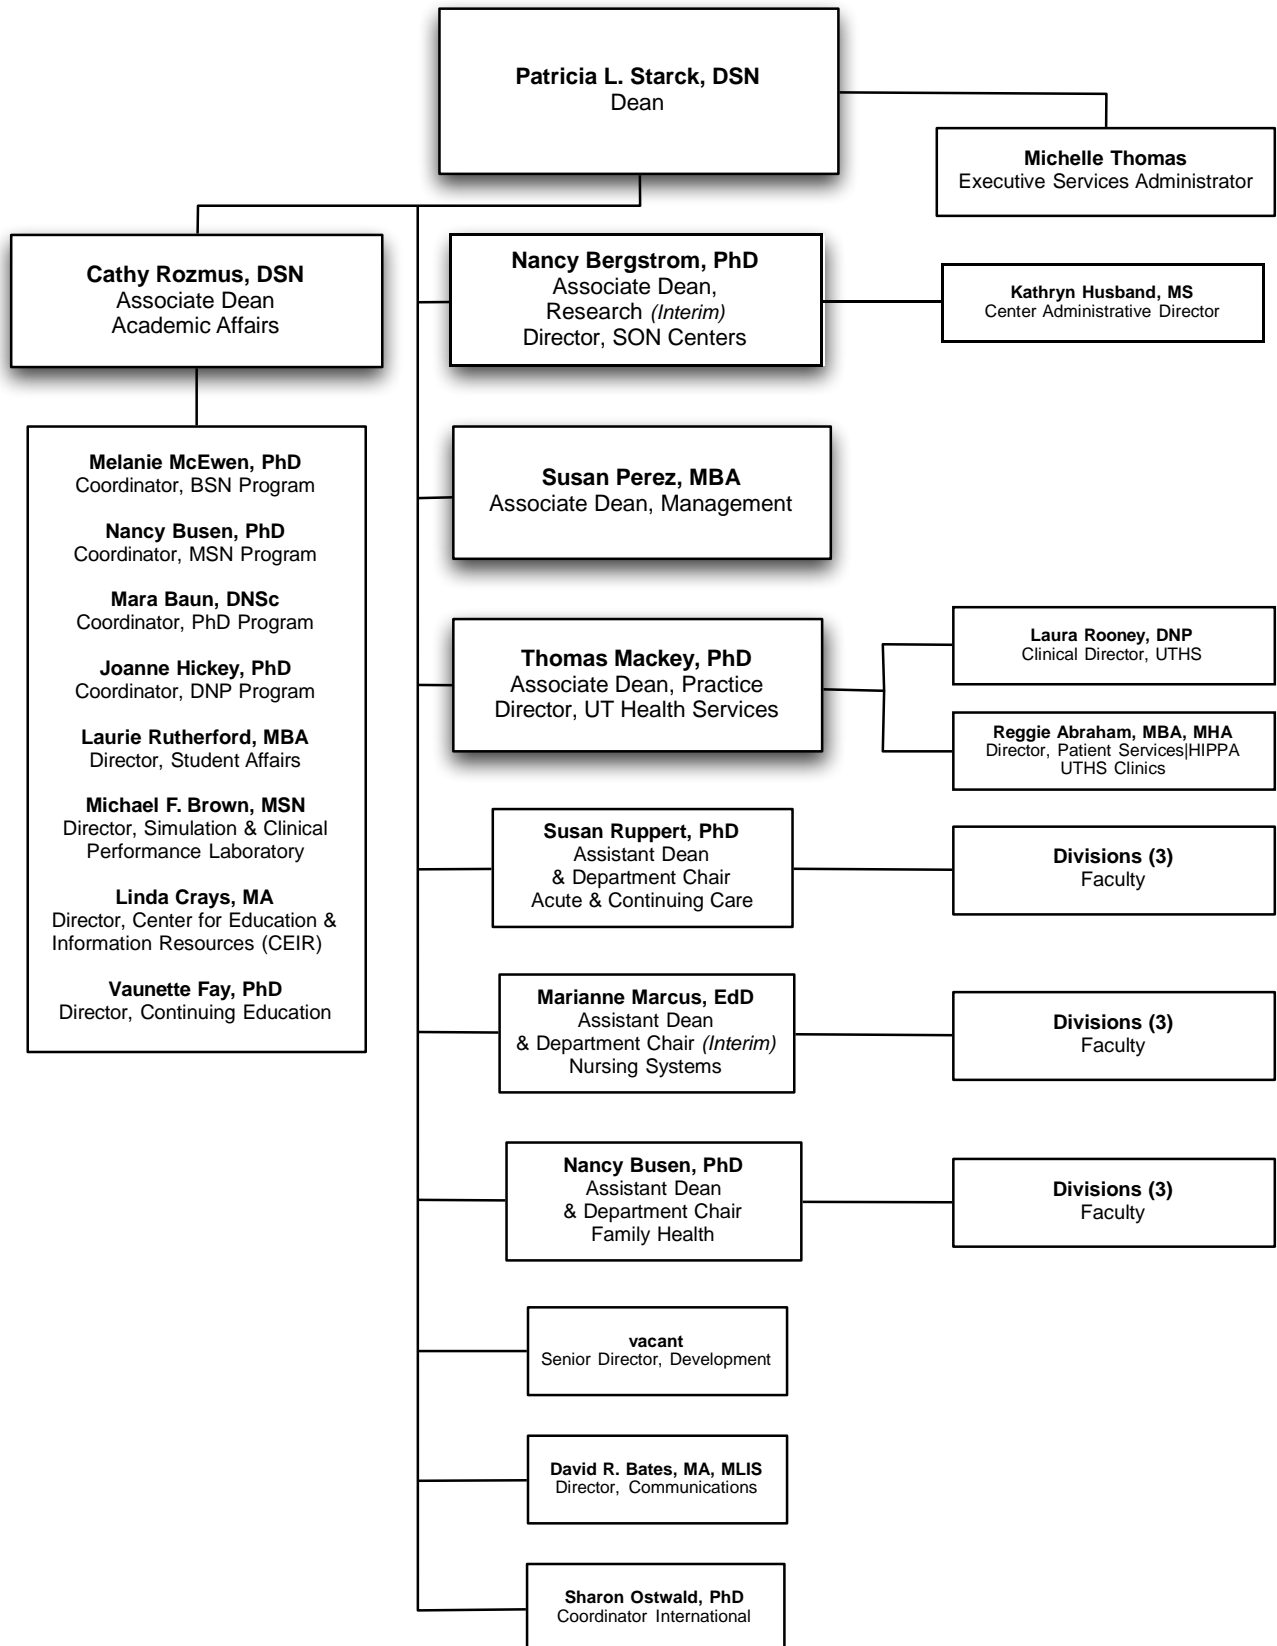 Patricia L. Starck, DSN
Dean
Michelle Thomas
Executive Services Administrator
Cathy Rozmus, DSN
Associate Dean
Academic Affairs
Nancy Bergstrom, PhD
Associate Dean,
Research (Interim)
Director, SON Centers
Kathryn Husband, MS
Center Administrative Director
Melanie McEwen, PhD
Coordinator, BSN Program
Nancy Busen, PhD
Coordinator, MSN Program
Mara Baun, DNSc
Coordinator, PhD Program
Joanne Hickey, PhD
Coordinator, DNP Program
Laurie Rutherford, MBA
Director, Student Affairs
Michael F. Brown, MSN
Director, Simulation & Clinical
Performance Laboratory
Linda Crays, MA
Director, Center for Education &
Information Resources (CEIR)
Vaunette Fay, PhD
Director, Continuing Education
Susan Perez, MBA
Associate Dean, Management
Thomas Mackey, PhD
Associate Dean, Practice
Director, UT Health Services
Laura Rooney, DNP
Clinical Director, UTHS
Reggie Abraham, MBA, MHA
Director, Patient Services|HIPPA
UTHS Clinics
Susan Ruppert, PhD
Assistant Dean
& Department Chair
Acute & Continuing Care
Divisions (3)
Faculty
Marianne Marcus, EdD
Assistant Dean
& Department Chair (Interim)
Nursing Systems
Divisions (3)
Faculty
Nancy Busen, PhD
Assistant Dean
& Department Chair
Family Health
Divisions (3)
Faculty
vacant
Senior Director, Development
David R. Bates, MA, MLIS
Director, Communications
Sharon Ostwald, PhD
Coordinator International